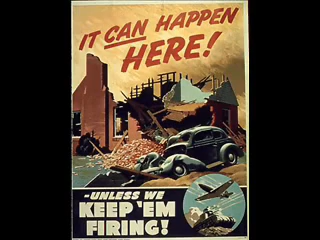 IT CAN HAPPEN
HERE!
-UNLESS WE
KEEP 'EM
FIRING!